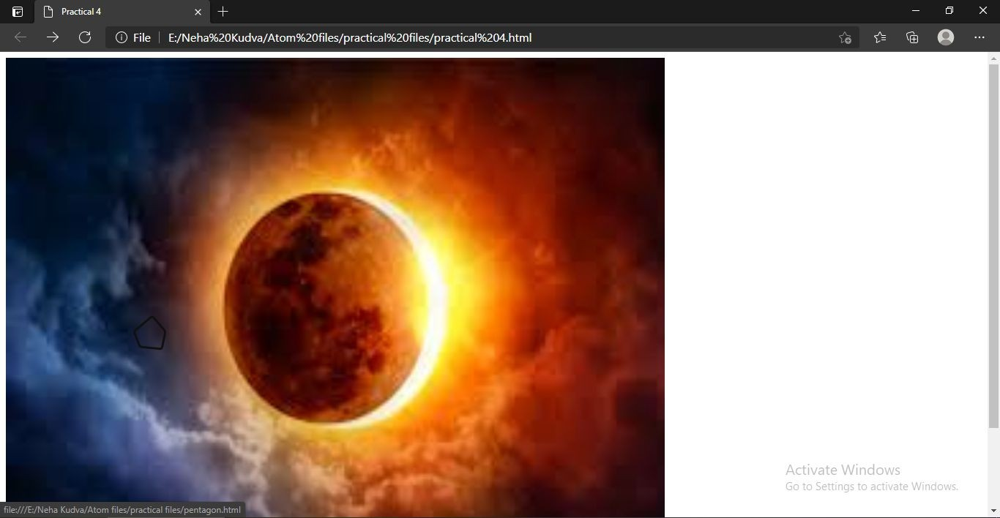 Practical 4
File
E:/Neha%20Kudva/Atom%20files/practical%20files/practical%204.html
Activate Windows
Go to Settings to activate Windows.
file:///E:/Neha Kudva/Atom files/practical files/pentagon.html